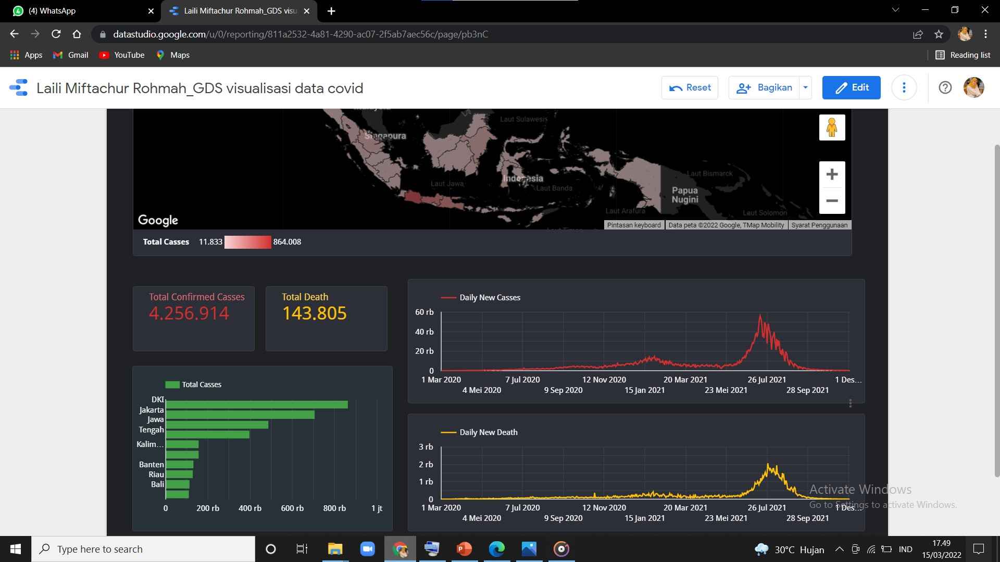 (4) WhatsApp
Laili Miftachur Rohmah_GDS visu
datastudio.google.com/u/0/reporting/811a2532-4a81-4290-ac07-2f5ab7aec56c/page/pb3nC
Apps Gmail YouTube Maps Reading list
Laili Miftachur Rohmah_GDS visualisasi data covid
Reset Bagikan Edit
Laut Sulawesi
Singapura
Laut Bismarck
Indonesia
Laut Jawa
Laut Banda
Papua
Nugini
Laut Arafura
Laut Solomon
Google
Pintasan keyboard Data peta ©2022 Google, TMap Mobility Syarat Penggunaan
Total Casses 11.833 864.008
Total Confirmed Casses
4.256.914
Total Death
143.805
Daily New Casses
60 rb
40 rb
20 rb
0
1 Mar 2020 7 Jul 2020 12 Nov 2020 20 Mar 2021 26 Jul 2021 1 Des...
4 Mei 2020 9 Sep 2020 15 Jan 2021 23 Mei 2021 28 Sep 2021
Total Casses
DKI
Jakarta
Jawa
Tengah
Kalim...
Banten
Riau
Bali
0 200 rb 400 rb 600 rb 800 rb 1 jt
Daily New Death
3 rb
2 rb
1 rb
0
1 Mar 2020 7 Jul 2020 12 Nov 2020 20 Mar 2021 26 Jul 2021 1 Des...
4 Mei 2020 9 Sep 2020 15 Jan 2021 23 Mei 2021 28 Sep 2021
Activate Windows
Go to Settings to activate Windows.
Type here to search
30°C Hujan
IND
17.49
15/03/2022